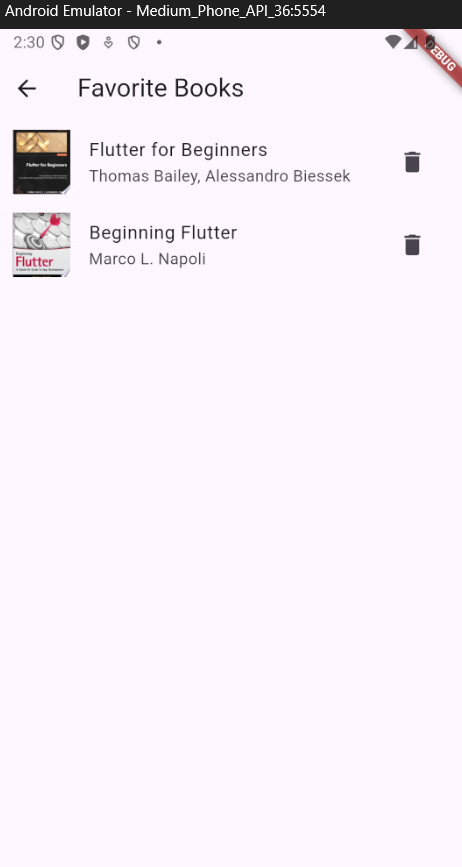 Android Emulator - Medium_Phone_API_36:5554
2:30
EBUG
Favorite Books
Flutter for Beginners
Flutter for Beginners
Thomas Bailey, Alessandro Biessek
Beginning Flutter
Beginning
Flutter
Marco L. Napoli